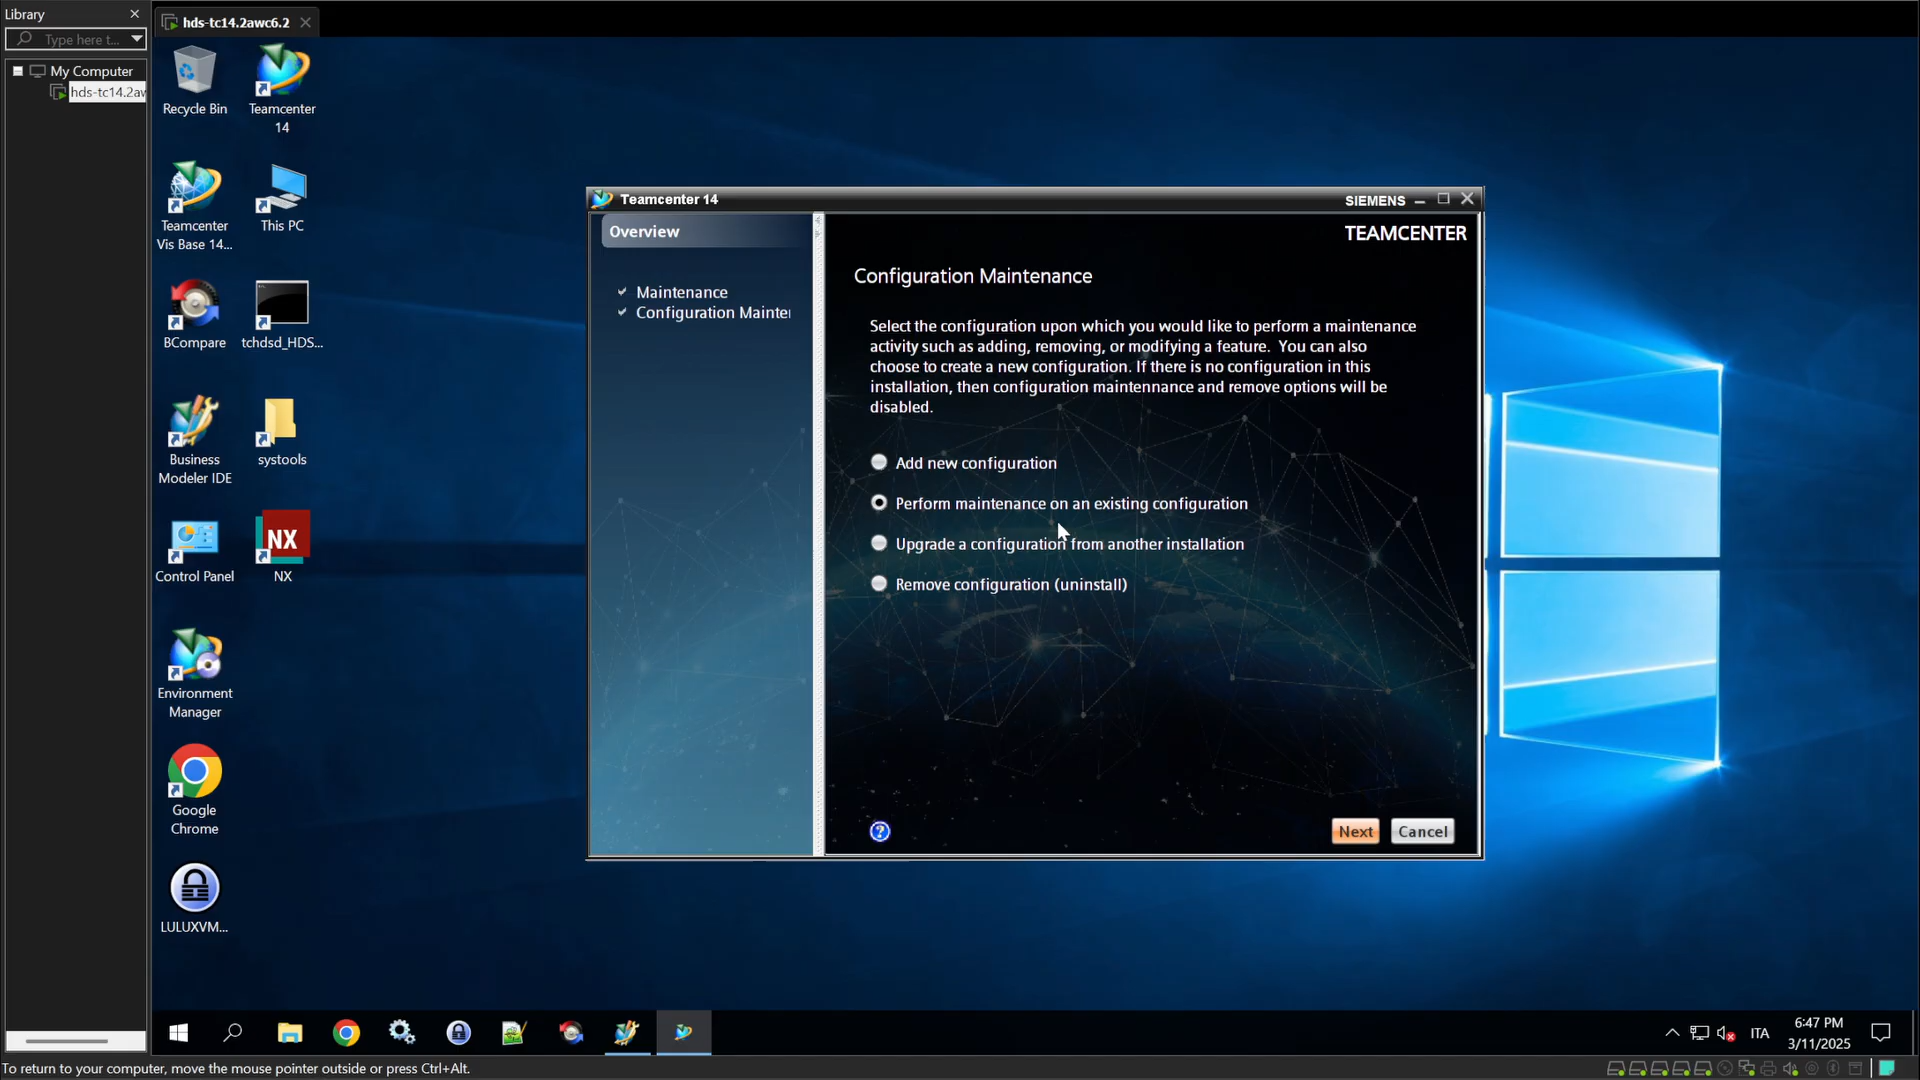 Library
Type here t...
My Computer
hds-tc14.2aw
hds-tc14.2awc6.2
Recycle Bin
Teamcenter
14
Teamcenter
Vis Base 14...
This PC
BCompare
tchdsd_HDS...
Business
Modeler IDE
systools
Control Panel
NX
NX
Environment
Manager
Google
Chrome
LULUXVM...
Teamcenter 14
SIEMENS
Overview
Maintenance
Configuration Mainter
TEAMCENTER
Configuration Maintenance
Select the configuration upon which you would like to perform a maintenance
activity such as adding, removing, or modifying a feature. You can also
choose to create a new configuration. If there is no configuration in this
installation, then configuration maintennance and remove options will be
disabled.
Add new configuration
Perform maintenance on an existing configuration
Upgrade a configuration from another installation
Remove configuration (uninstall)
?
Next
Cancel
ITA
6:47 PM
3/11/2025
To return to your computer, move the mouse pointer outside or press Ctrl+Alt.